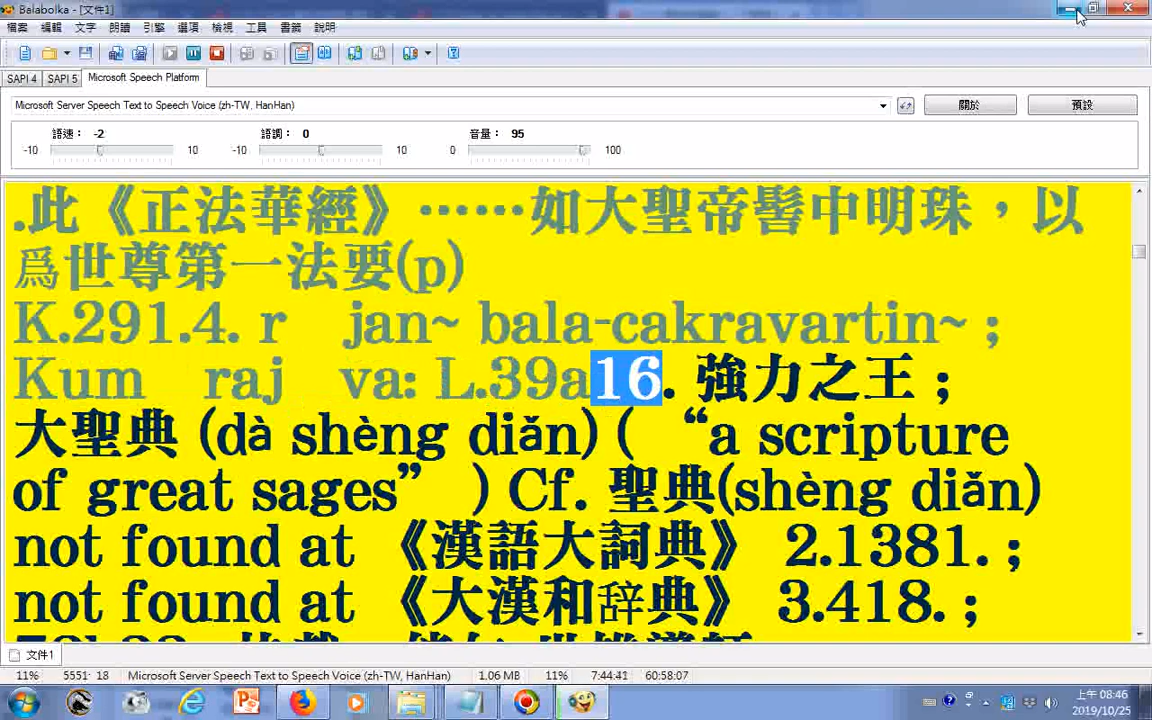 Balabolka - [文件1]
檔案 編輯 文字 朗讀 引擎 選項 檢視 工具 書籤 說明
SAPI 4 SAPI 5 Microsoft Speech Platform
Microsoft Server Speech Text to Speech Voice (zh-TW, HanHan) 關於 預設
語速： -2 語調： 0 音量： 95
-10 10 -10 10 0 100
.此《正法華經》……如大聖帝髻中明珠，以
爲世尊第一法要(p)
K.291.4. r jan~ bala-cakravartin~ ;
Kum raj va: L.39a16. 強力之王；
大聖典 (dà shèng diǎn) ( “a scripture
of great sages” ) Cf. 聖典(shèng diǎn)
not found at 《漢語大詞典》 2.1381. ;
not found at 《大漢和辞典》 3.418. ;
文件1
11% 5551: 18 Microsoft Server Speech Text to Speech Voice (zh-TW, HanHan) 1.06 MB 11% 7:44:41 60:58:07
上午 08:46
2019/10/25